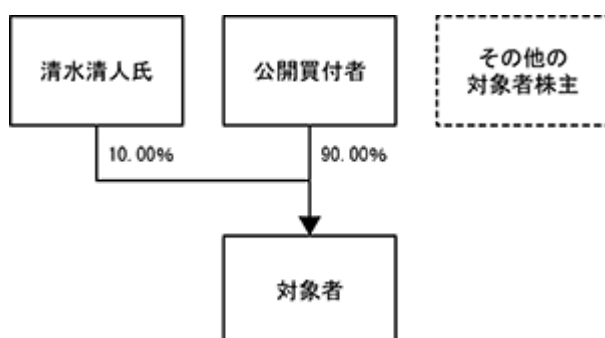 清水清人氏
公開買付者
その他の
対象者株主
10.00%
90.00%
対象者